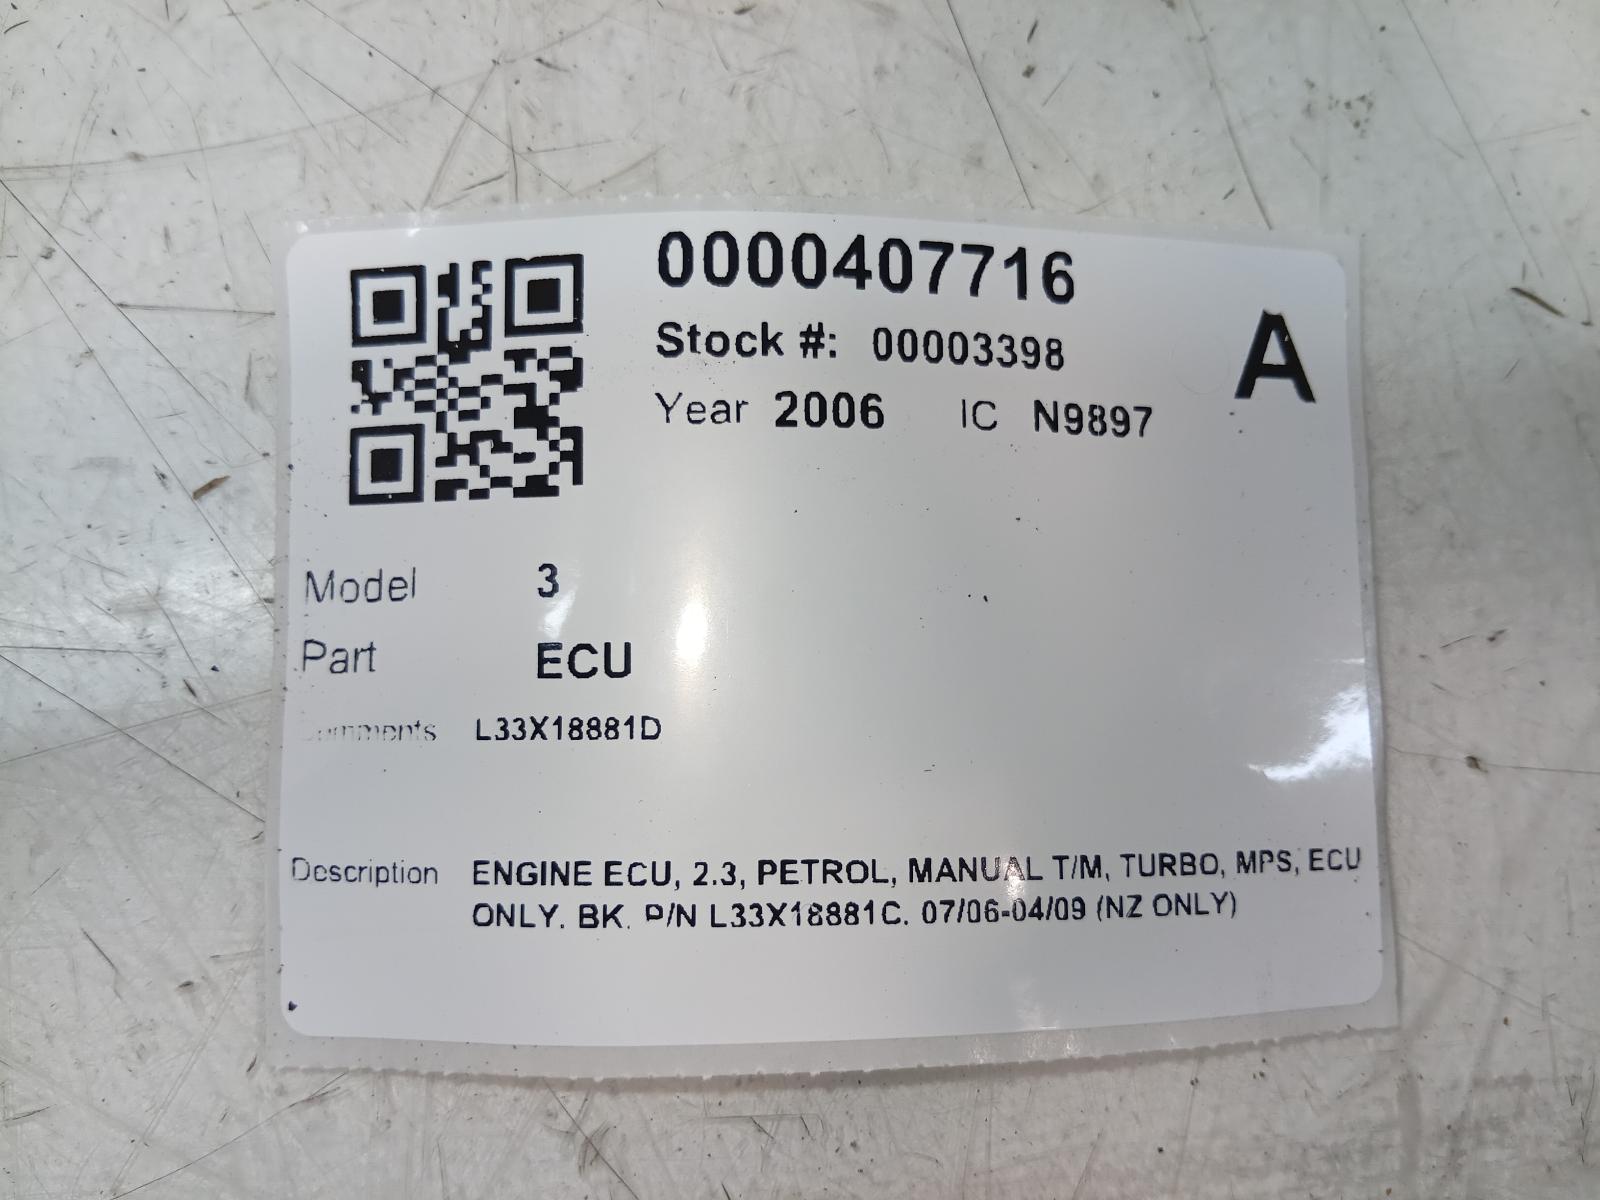 0000407716
Stock #: 00003398
A
Year 2006 IC N9897
Model 3
Part ECU
Comments L33X18881D
Description ENGINE ECU, 2.3, PETROL, MANUAL T/M, TURBO, MPS, ECU
ONLY, BK, P/N L33X18881C, 07/06-04/09 (NZ ONLY)